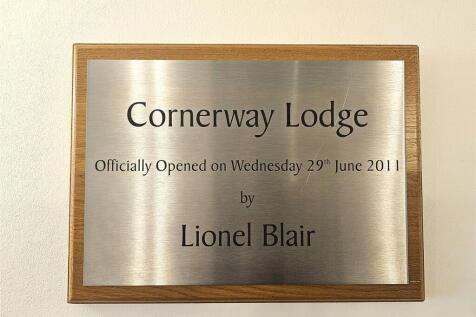 Cornerway Lodge
Officially Opened on Wednesday 29th June 2011
by
Lionel Blair